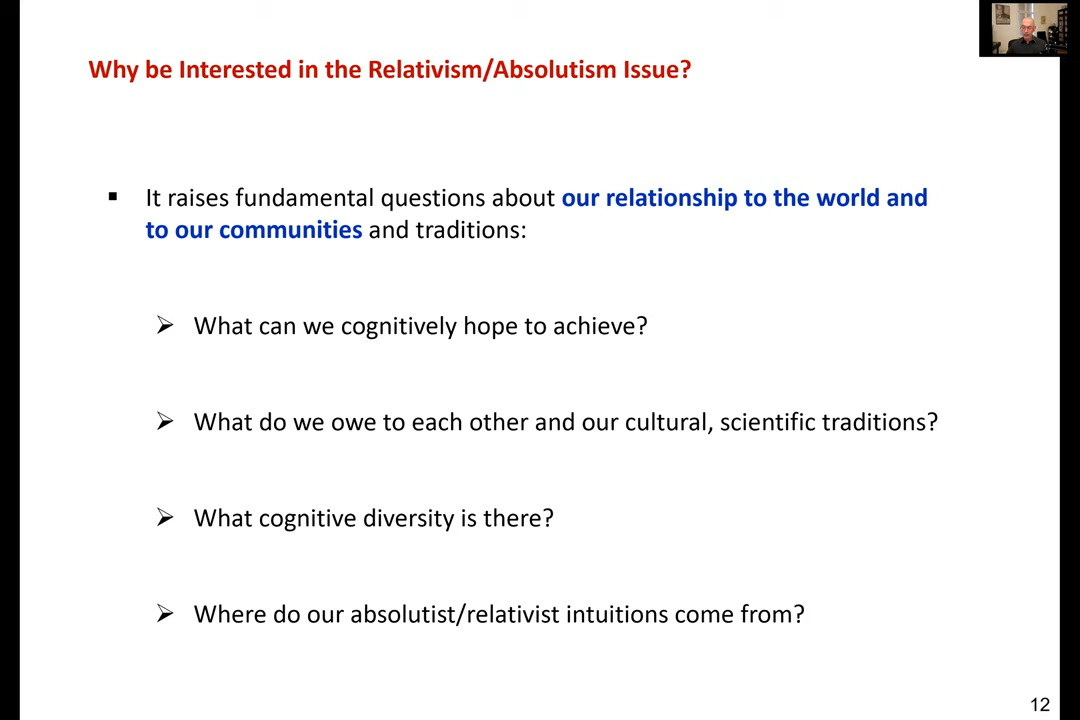 Why be Interested in the Relativism/Absolutism Issue?
▪ It raises fundamental questions about our relationship to the world and
to our communities and traditions:
➢ What can we cognitively hope to achieve?
➢ What do we owe to each other and our cultural, scientific traditions?
➢ What cognitive diversity is there?
➢ Where do our absolutist/relativist intuitions come from?
12